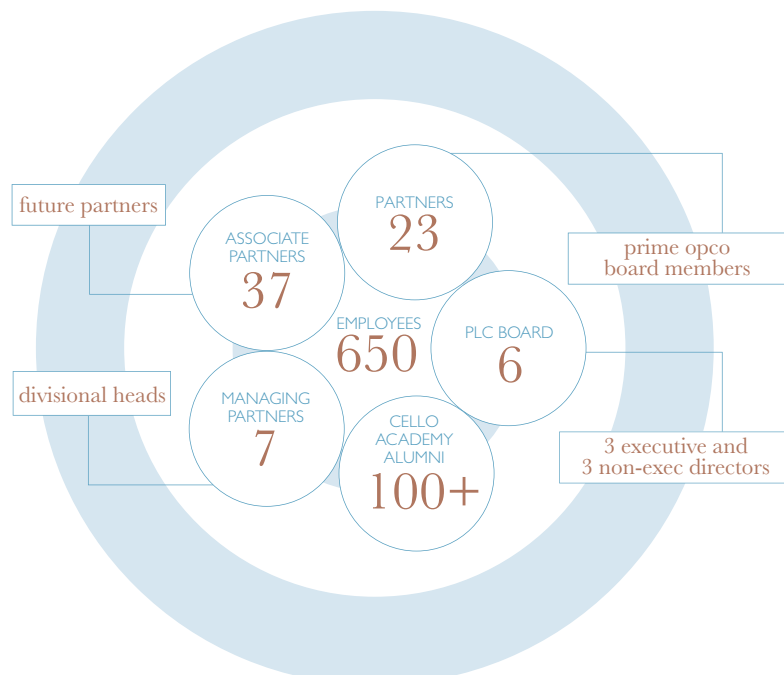 future partners
ASSOCIATE
PARTNERS
37
PARTNERS
23
prime opco
board members
EMPLOYEES
650
PLC BOARD
6
divisional heads
MANAGING
PARTNERS
7
CELLO
ACADEMY
ALUMNI
100+
3 executive and
3 non-exec directors